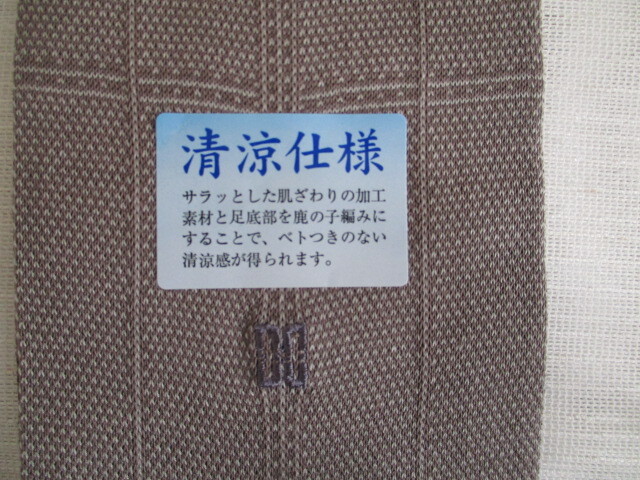 清涼仕様
サラッとした肌ざわりの加工
素材と足底部を鹿の子編みに
することで、ベトつきのない
清涼感が得られます。